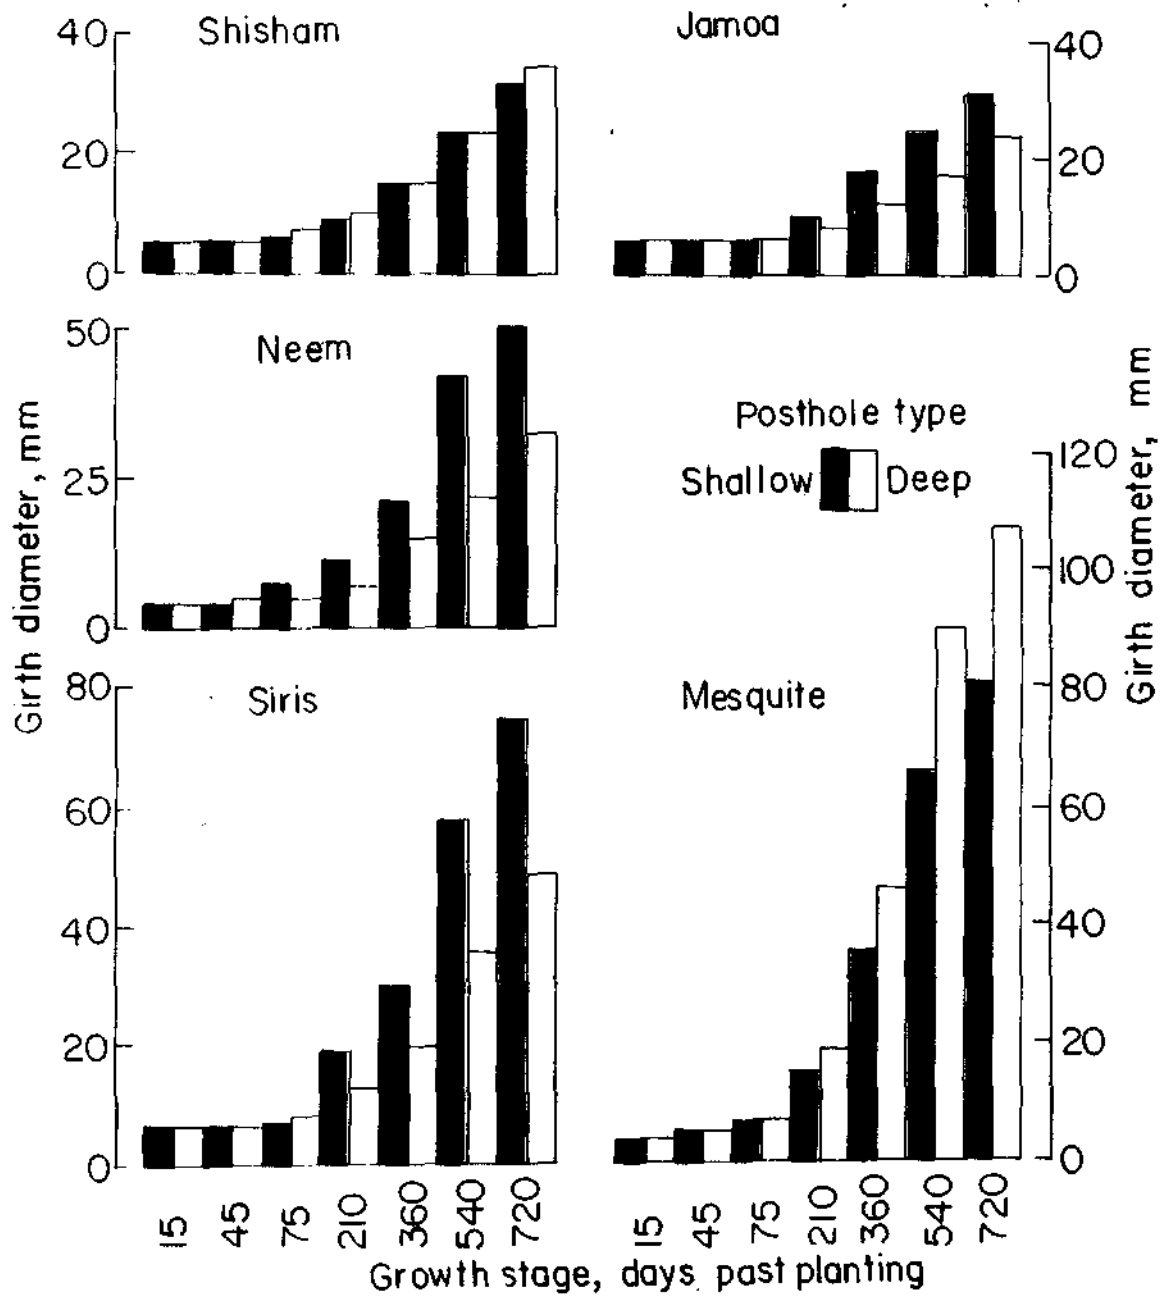 Shisham
40
20
0
Jamoa
40
20
0
Neem
50
25
0
Posthole type
Shallow Deep
Girth diameter, mm
Siris
80
60
40
20
0
Mesquite
120
100
80
60
40
20
0
Girth diameter, mm
15 45 75 210 360 540 720
15 45 75 210 360 540 720
Growth stage, days past planting